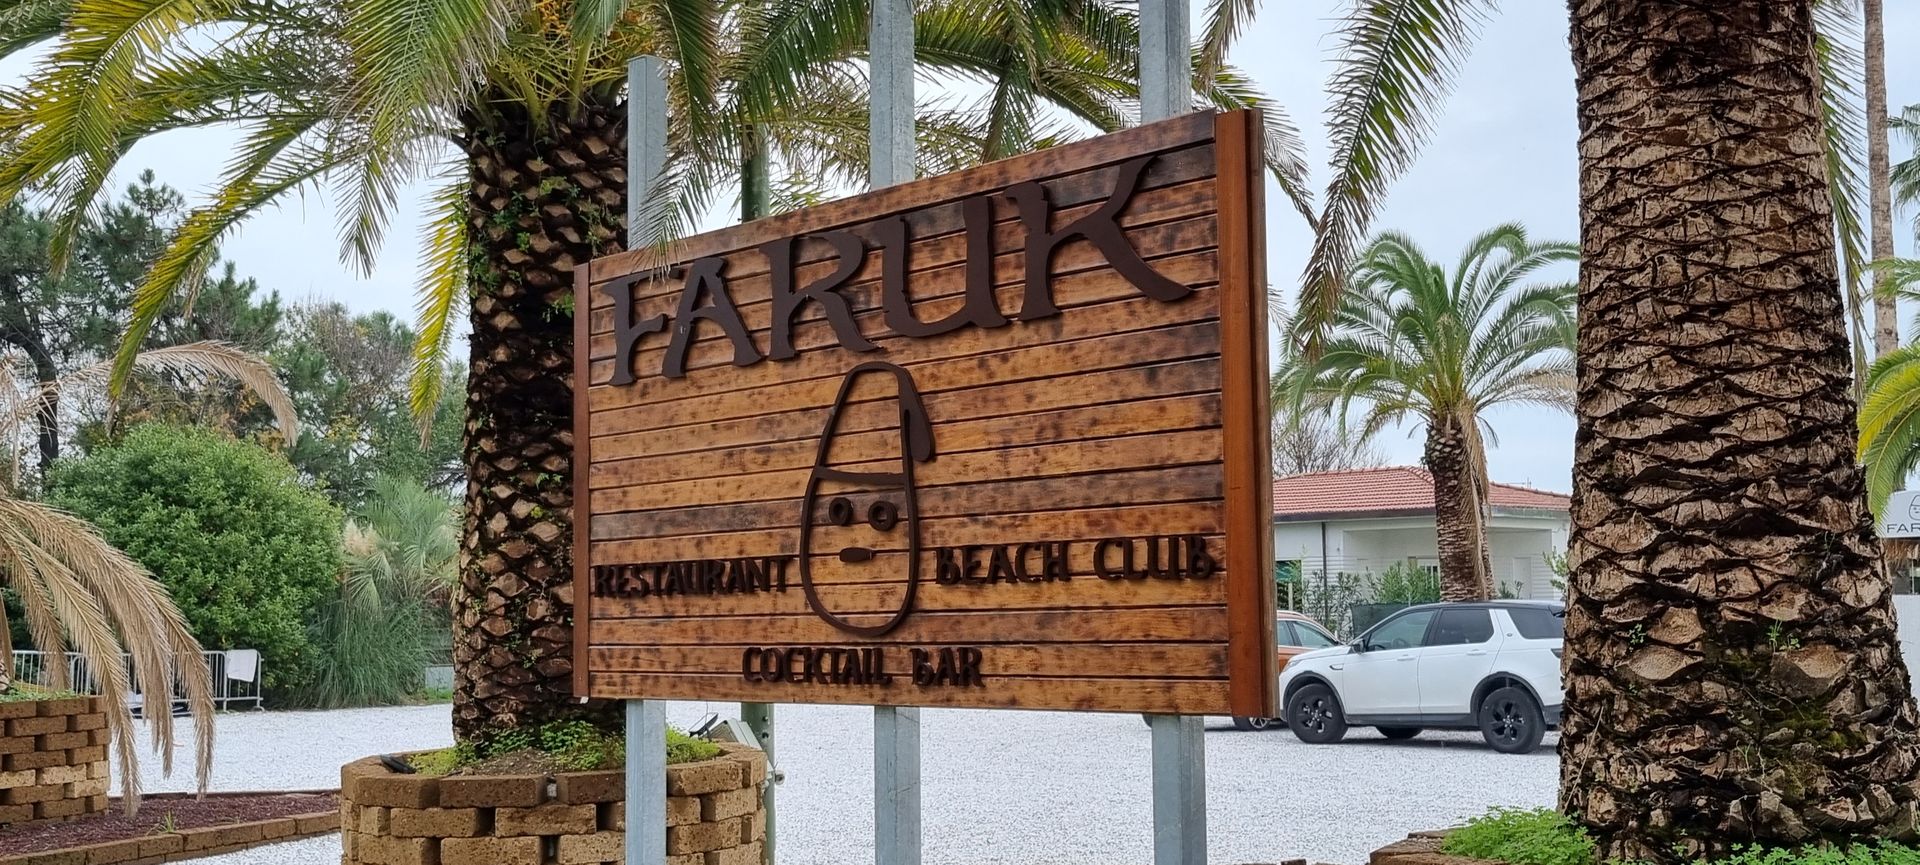 FARUK
RESTAURANT BEACH CLUB
COCKTAIL BAR